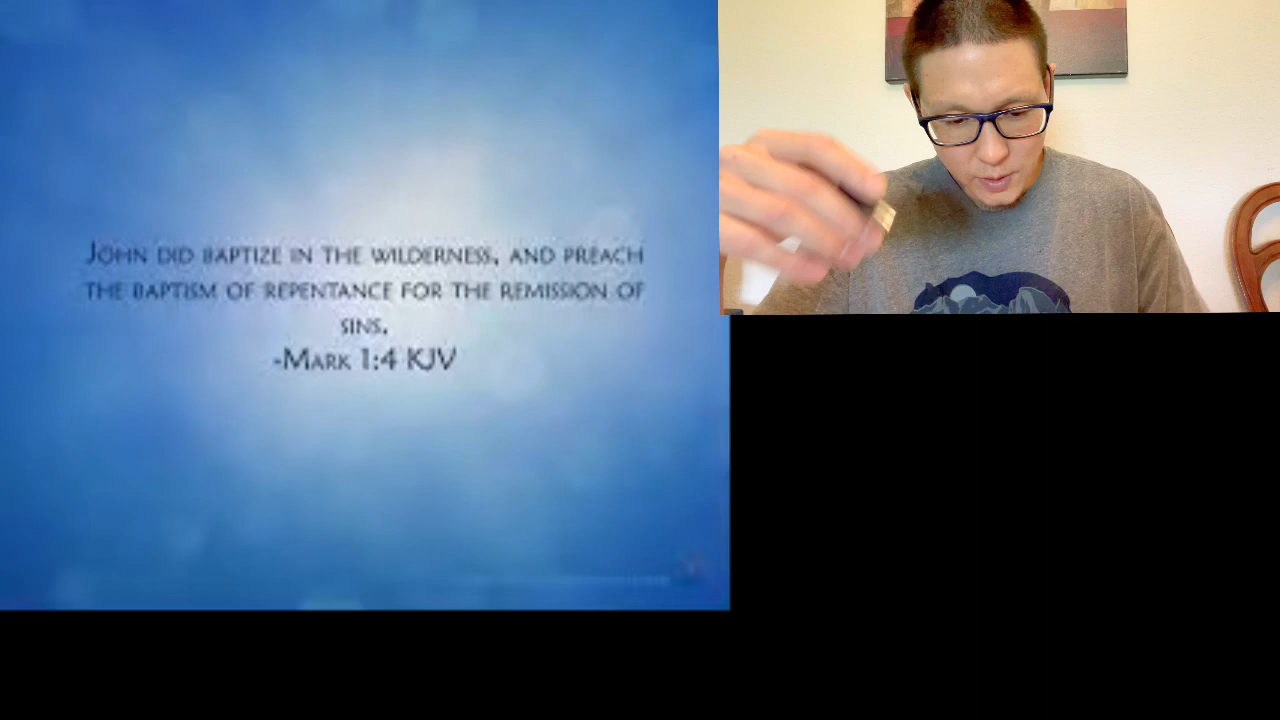 John did baptize in the wilderness, and preach
the baptism of repentance for the remission of
sins.
-Mark 1:4 KJV